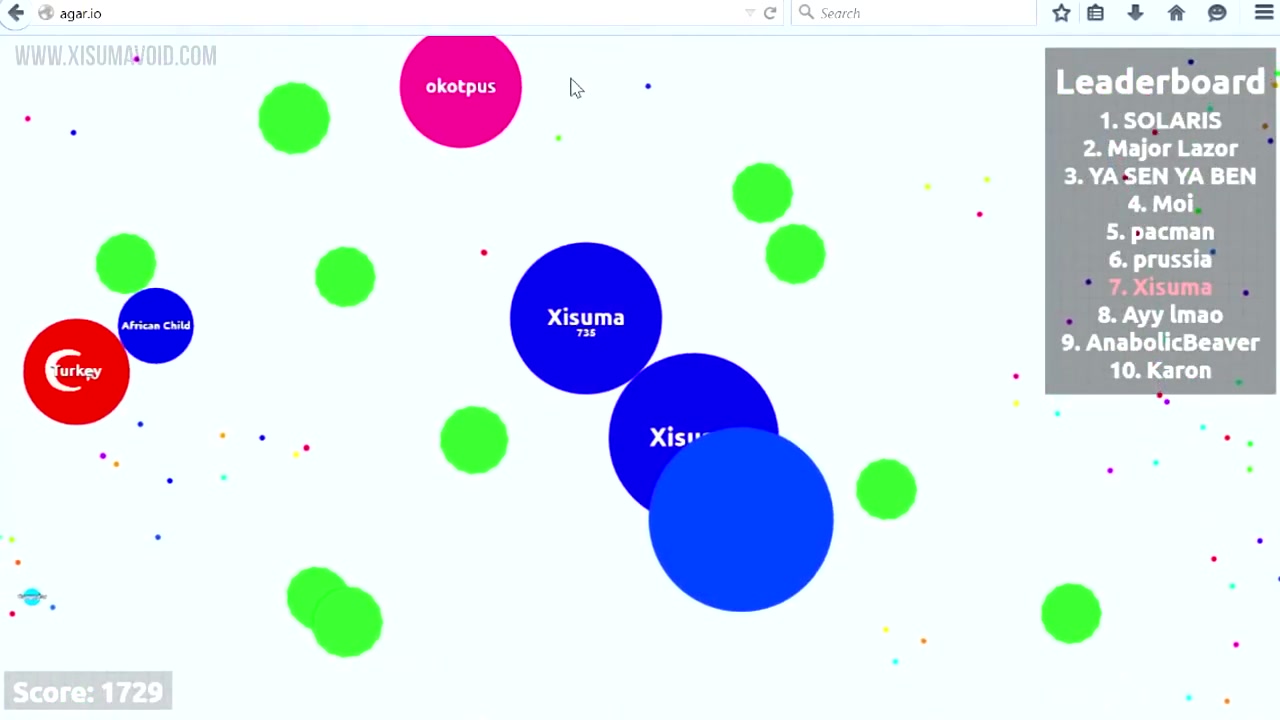 agar.io
Search
WWW.XISUMAVOID.COM
okotpus
Leaderboard
1. SOLARIS
2. Major Lazor
3. YA SEN YA BEN
4. Moi
5. pacman
6. prussia
7. Xisuma
8. Ayy lmao
9. AnabolicBeaver
10. Karon
African Child
Turkey
Xisuma
735
Xisu
Score: 1729